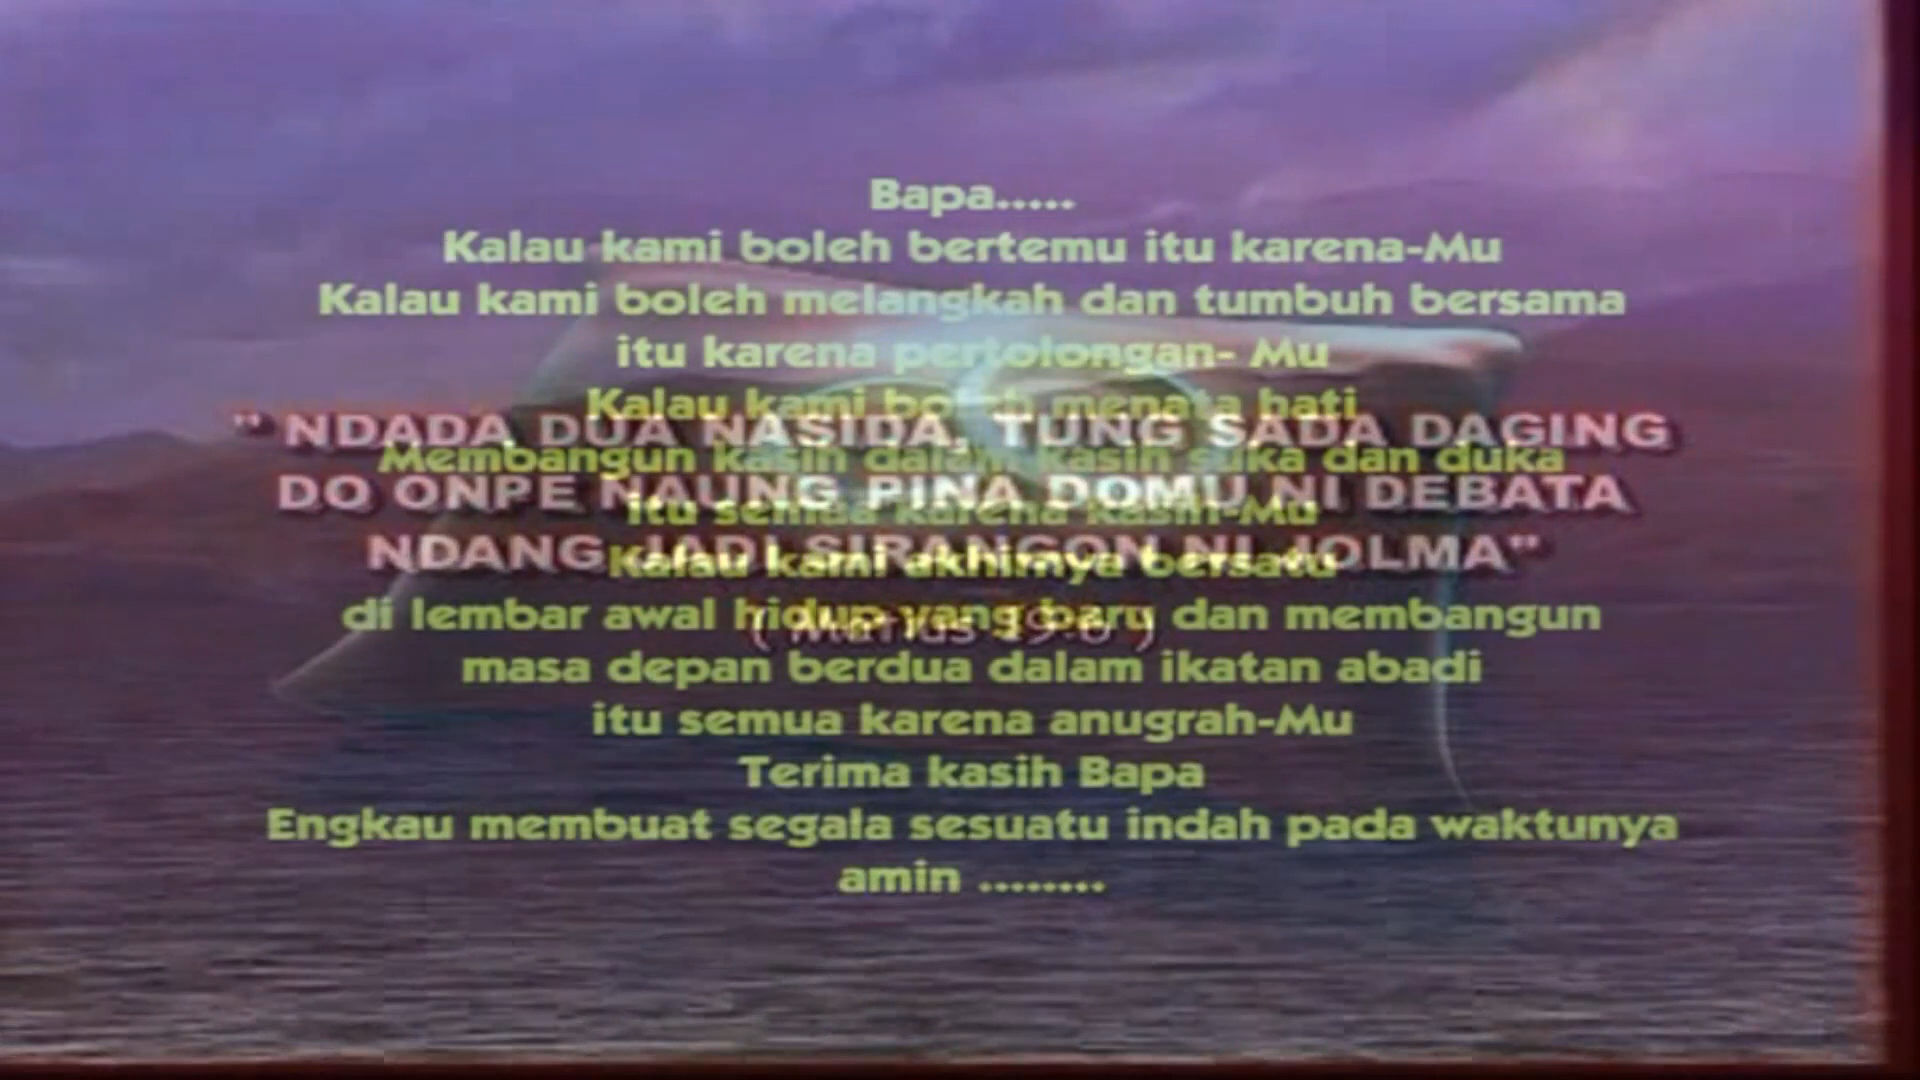 Bapa.....
Kalau kami boleh bertemu itu karena-Mu
Kalau kami boleh melangkah dan tumbuh bersama
itu karena pertolongan- Mu
Kalau kami boleh menata hati
Membangun kasih dalam kasih suka dan duka
itu semua karena kasih-Mu
Kalau kami akhirnya bersatu
di lembar awal hidup yang baru dan membangun
masa depan berdua dalam ikatan abadi
itu semua karena anugrah-Mu
Terima kasih Bapa
Engkau membuat segala sesuatu indah pada waktunya
amin ........
" NDADA DUA NASIDA, TUNG SADA DAGING
DO ONPE NAUNG PINA DOMU NI DEBATA
NDANG JADI SIRANGON NI JOLMA"
( 19:6 )